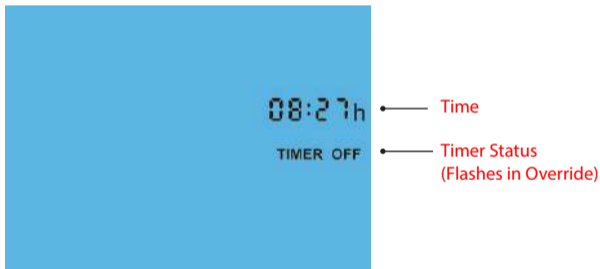 08:27h
Time
TIMER OFF
Timer Status
(Flashes in Override)